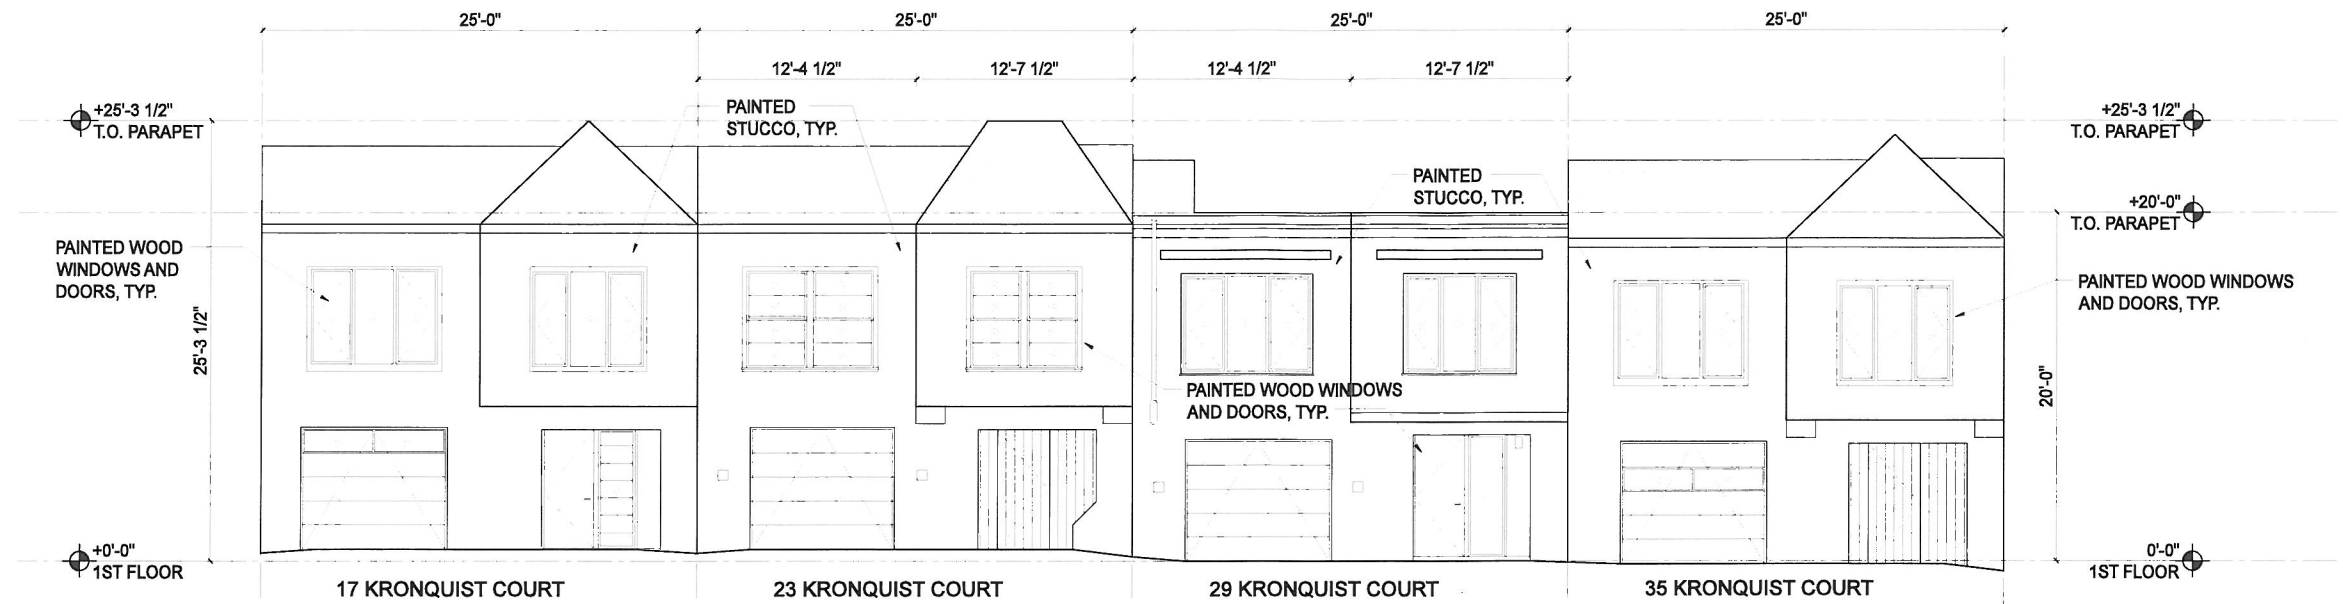 25'-0"
25'-0"
25'-0"
25'-0"
12'-4 1/2"
12'-7 1/2"
12'-4 1/2"
12'-7 1/2"
+25'-3 1/2"
T.O. PARAPET
PAINTED
STUCCO, TYP.
+25'-3 1/2"
T.O. PARAPET
PAINTED
STUCCO, TYP.
+20'-0"
T.O. PARAPET
PAINTED WOOD
WINDOWS AND
DOORS, TYP.
PAINTED WOOD WINDOWS
AND DOORS, TYP.
25'-3 1/2"
PAINTED WOOD WINDOWS
AND DOORS, TYP.
20'-0"
+0'-0"
1ST FLOOR
0'-0"
1ST FLOOR
17 KRONQUIST COURT
23 KRONQUIST COURT
29 KRONQUIST COURT
35 KRONQUIST COURT